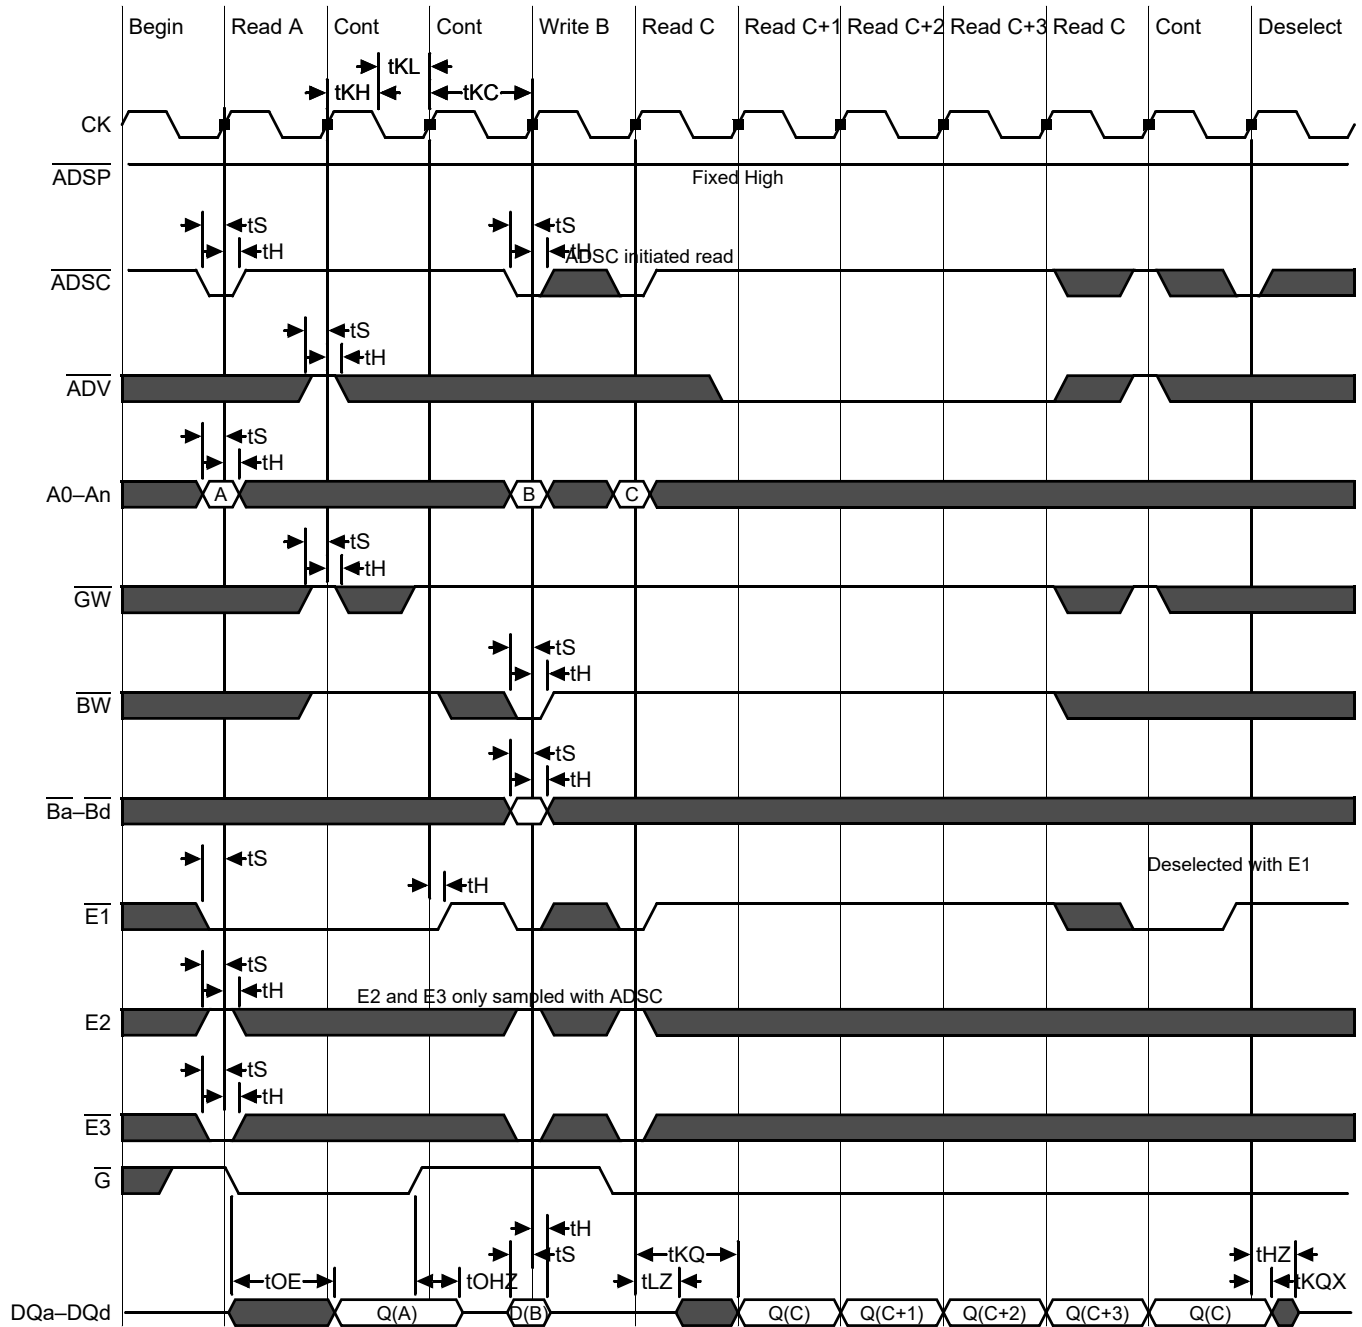 Begin Read A Cont Cont Write B Read C Read C+1 Read C+2 Read C+3 Read C Cont Deselect
tKL
tKH tKC
CK
ADSP
Fixed High
tS tS
tH tH
ADSC initiated read
ADSC
tS
tH
ADV
tS
tH
A0–An A B C
tS
tH
GW
tS
tH
BW
tS
tH
Ba–Bd
tS
Deselected with E1
tH
E1
tS
tH
E2 and E3 only sampled with ADSC
E2
tS
tH
E3
G
tH
tS tKQ tHZ
tOE tOHZ tLZ tKQX
DQa–DQd Q(A) D(B) Q(C) Q(C+1) Q(C+2) Q(C+3) Q(C)